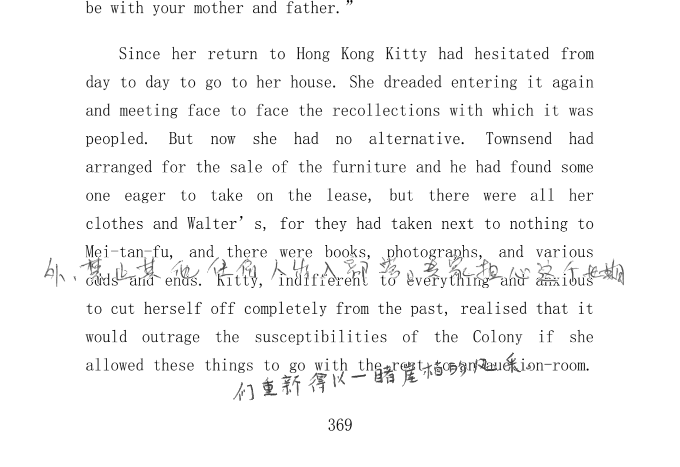 be with your mother and father.”
Since her return to Hong Kong Kitty had hesitated from
day to day to go to her house. She dreaded entering it again
and meeting face to face the recollections with which it was
peopled. But now she had no alternative. Townsend had
arranged for the sale of the furniture and he had found some
one eager to take on the lease, but there were all her
clothes and Walter’s, for they had taken next to nothing to
Mei-tan-fu, and there were books, photographs, and various
外、禁止其他任何人出入别营。专家担心这个长期
odds and ends. Kitty, indifferent to everything and anxious
to cut herself off completely from the past, realised that it
would outrage the susceptibilities of the Colony if she
allowed these things to go with the rest to an auction-room.
们重新得以一睹崖柏的风采。
369